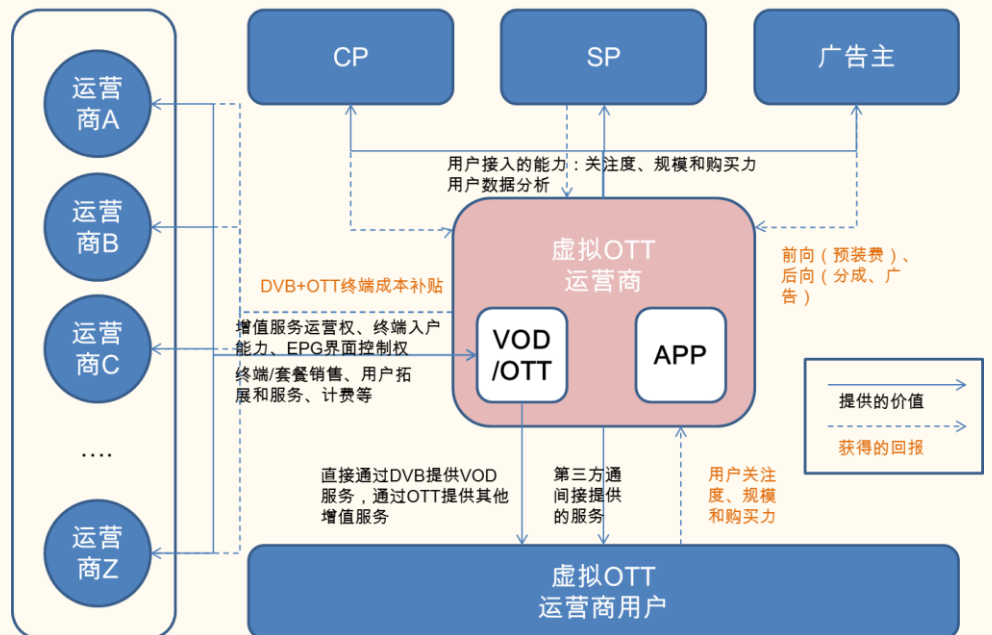 CP
SP
广告主
运营
商A
运营
商B
运营
商C
....
运营
商Z
用户接入的能力：关注度、规模和购买力
用户数据分析
虚拟OTT
运营商
VOD
/OTT
APP
DVB+OTT终端成本补贴
增值服务运营权、终端入户
能力、EPG界面控制权
终端/套餐销售、用户拓
展和服务、计费等
前向（预装费）、
后向（分成、广
告）
提供的价值
获得的回报
直接通过DVB提供VOD
服务，通过OTT提供其他
增值服务
第三方通
间接提供
的服务
用户关注
度、规模
和购买力
虚拟OTT
运营商用户